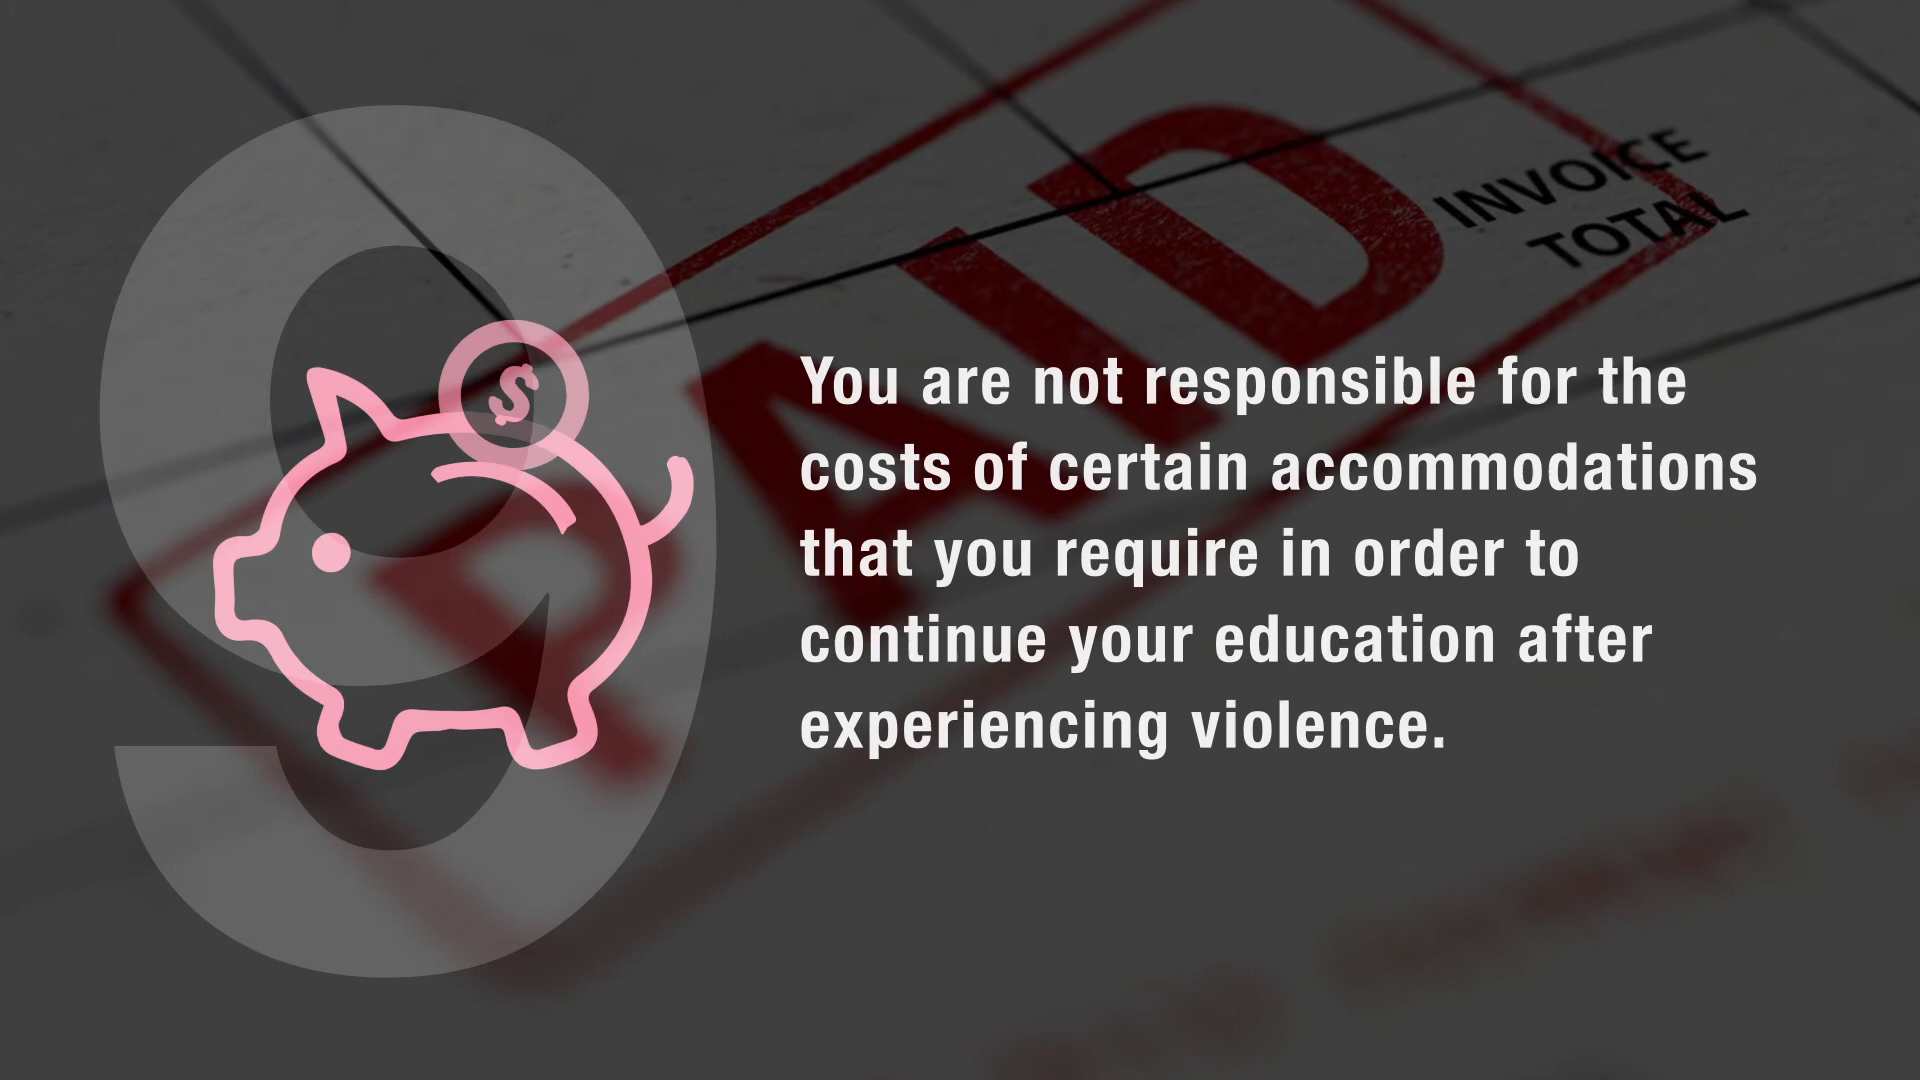 9
$
PAID
INVOICE
TOTAL
You are not responsible for the
costs of certain accommodations
that you require in order to
continue your education after
experiencing violence.